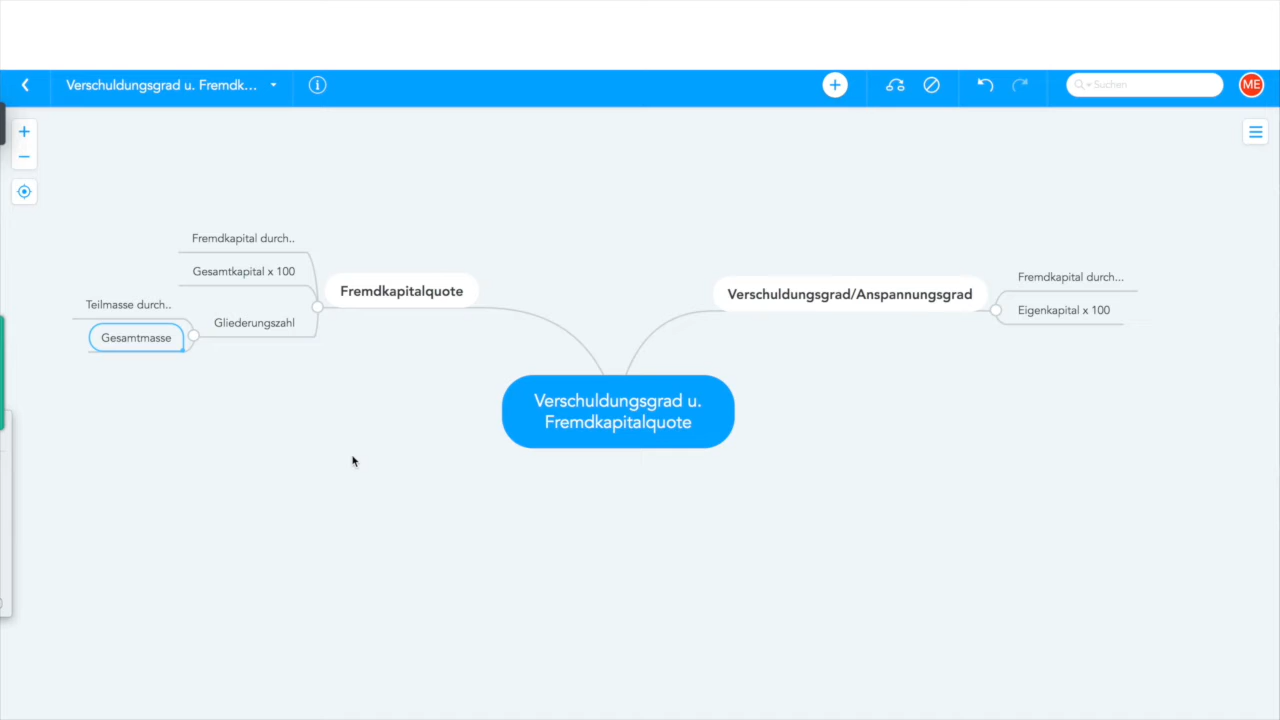 Verschuldungsgrad u. Fremdk...
Suchen
ME
Fremdkapital durch..
Gesamtkapital x 100
Teilmasse durch..
Gesamtmasse
Gliederungszahl
Fremdkapitalquote
Verschuldungsgrad/Anspannungsgrad
Fremdkapital durch...
Eigenkapital x 100
Verschuldungsgrad u.
Fremdkapitalquote